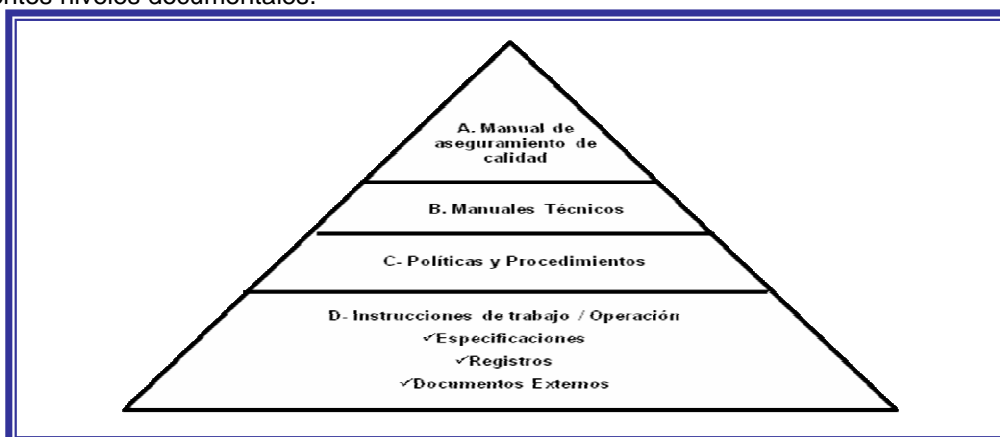 niveles documentales.
A. Manual de
aseguramiento de
calidad
B. Manuales Técnicos
C- Políticas y Procedimientos
D- Instrucciones de trabajo / Operación
✓Especificaciones
✓Registros
✓Documentos Externos